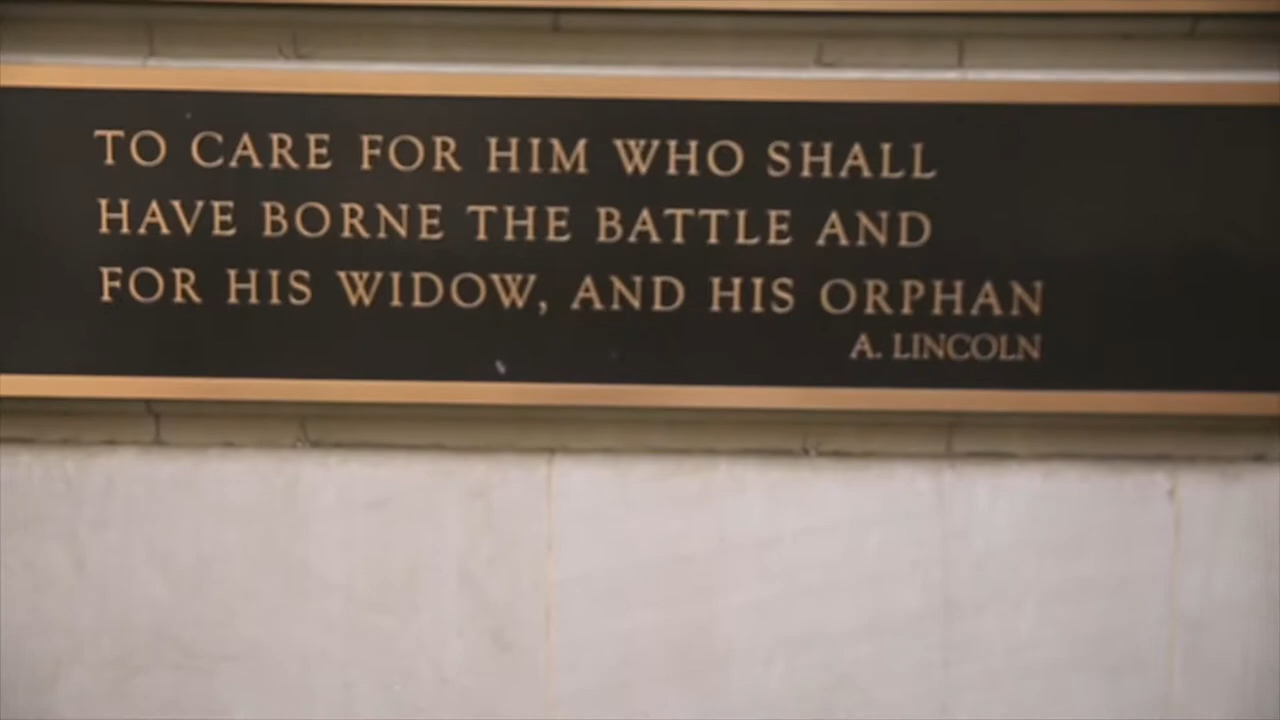 TO CARE FOR HIM WHO SHALL
HAVE BORNE THE BATTLE AND
FOR HIS WIDOW, AND HIS ORPHAN
A. LINCOLN